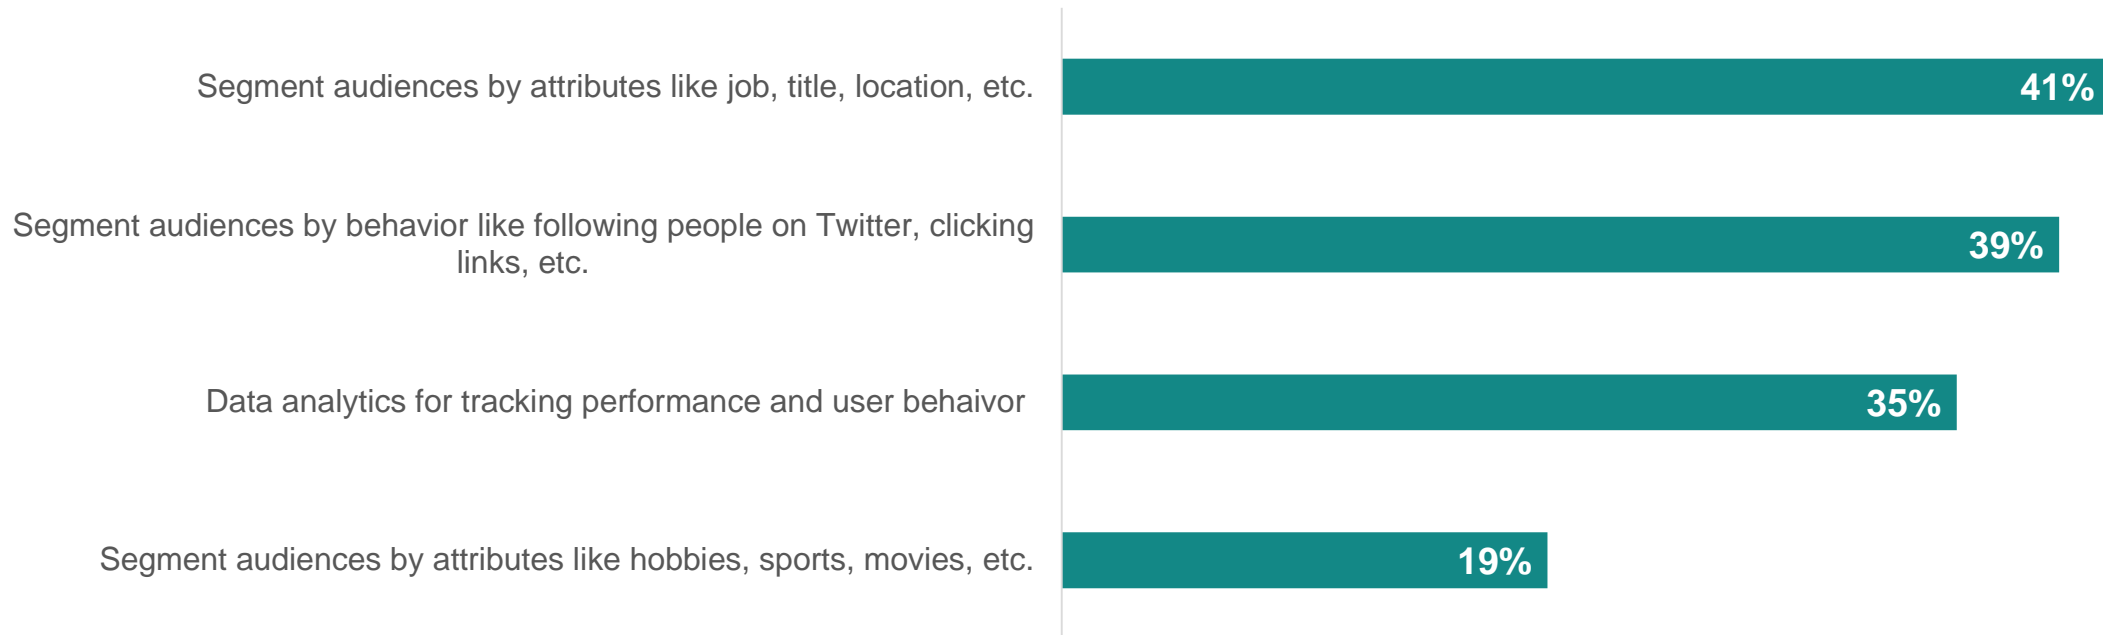 Segment audiences by attributes like job, title, location, etc.
41%
Segment audiences by behavior like following people on Twitter, clicking
links, etc.
39%
Data analytics for tracking performance and user behaivor
35%
Segment audiences by attributes like hobbies, sports, movies, etc.
19%